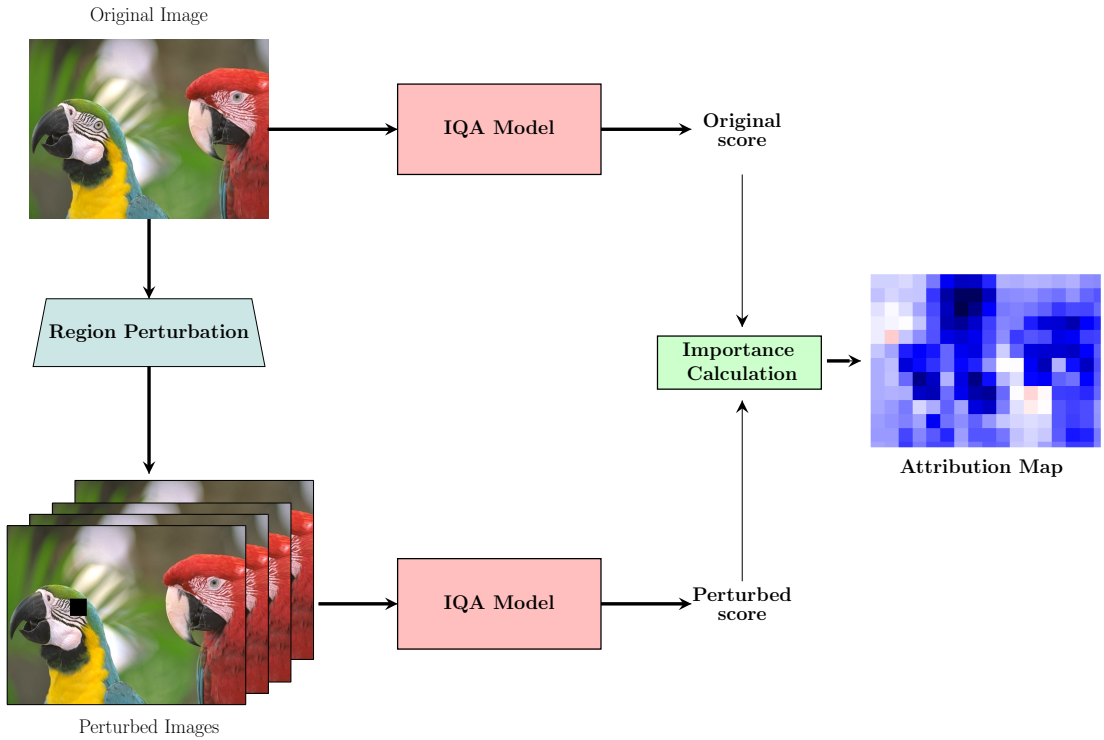 Original Image
IQA Model
Original
score
Region Perturbation
Importance
Calculation
Attribution Map
IQA Model
Perturbed
score
Perturbed Images